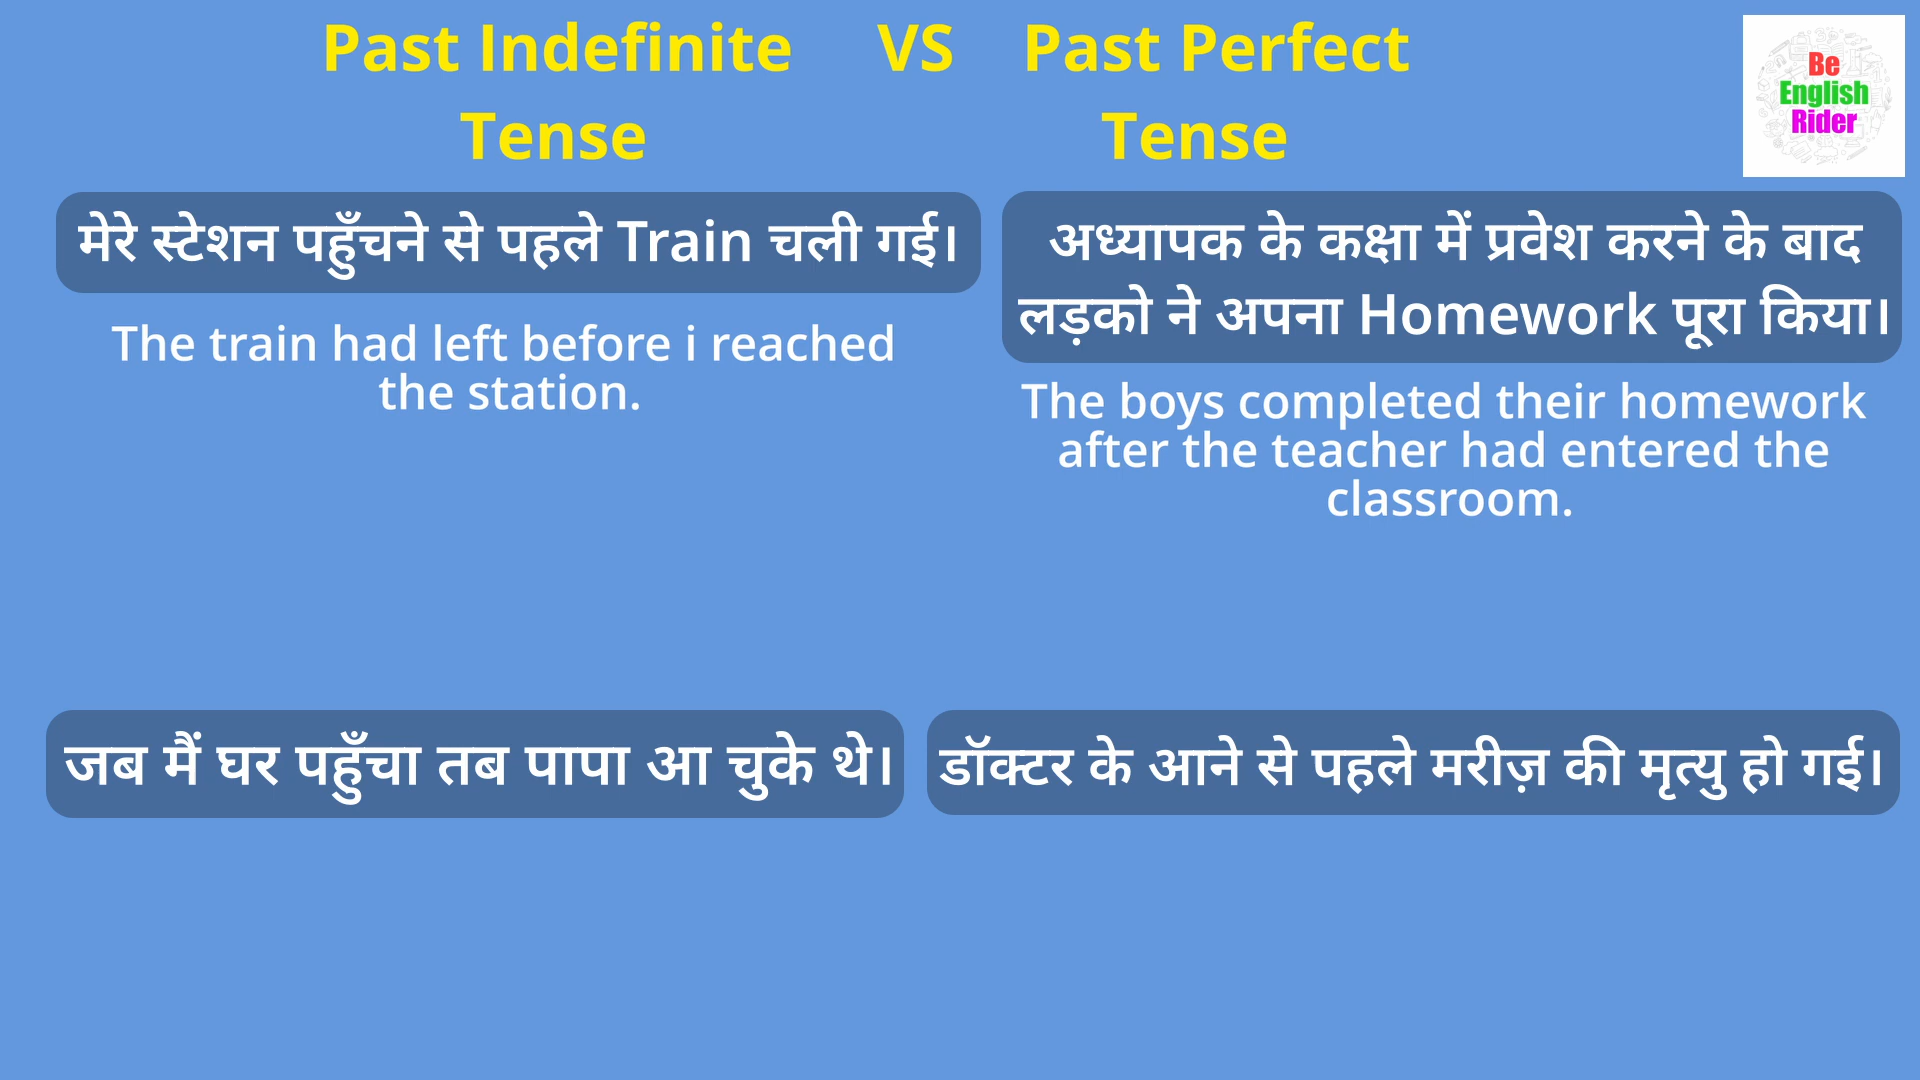 Past Indefinite VS Past Perfect
Tense Tense
Be
English
Rider
मेरे स्टेशन पहुँचने से पहले Train चली गई।
The train had left before i reached
the station.
अध्यापक के कक्षा में प्रवेश करने के बाद
लड़को ने अपना Homework पूरा किया।
The boys completed their homework
after the teacher had entered the
classroom.
जब मैं घर पहुँचा तब पापा आ चुके थे।
डॉक्टर के आने से पहले मरीज़ की मृत्यु हो गई।